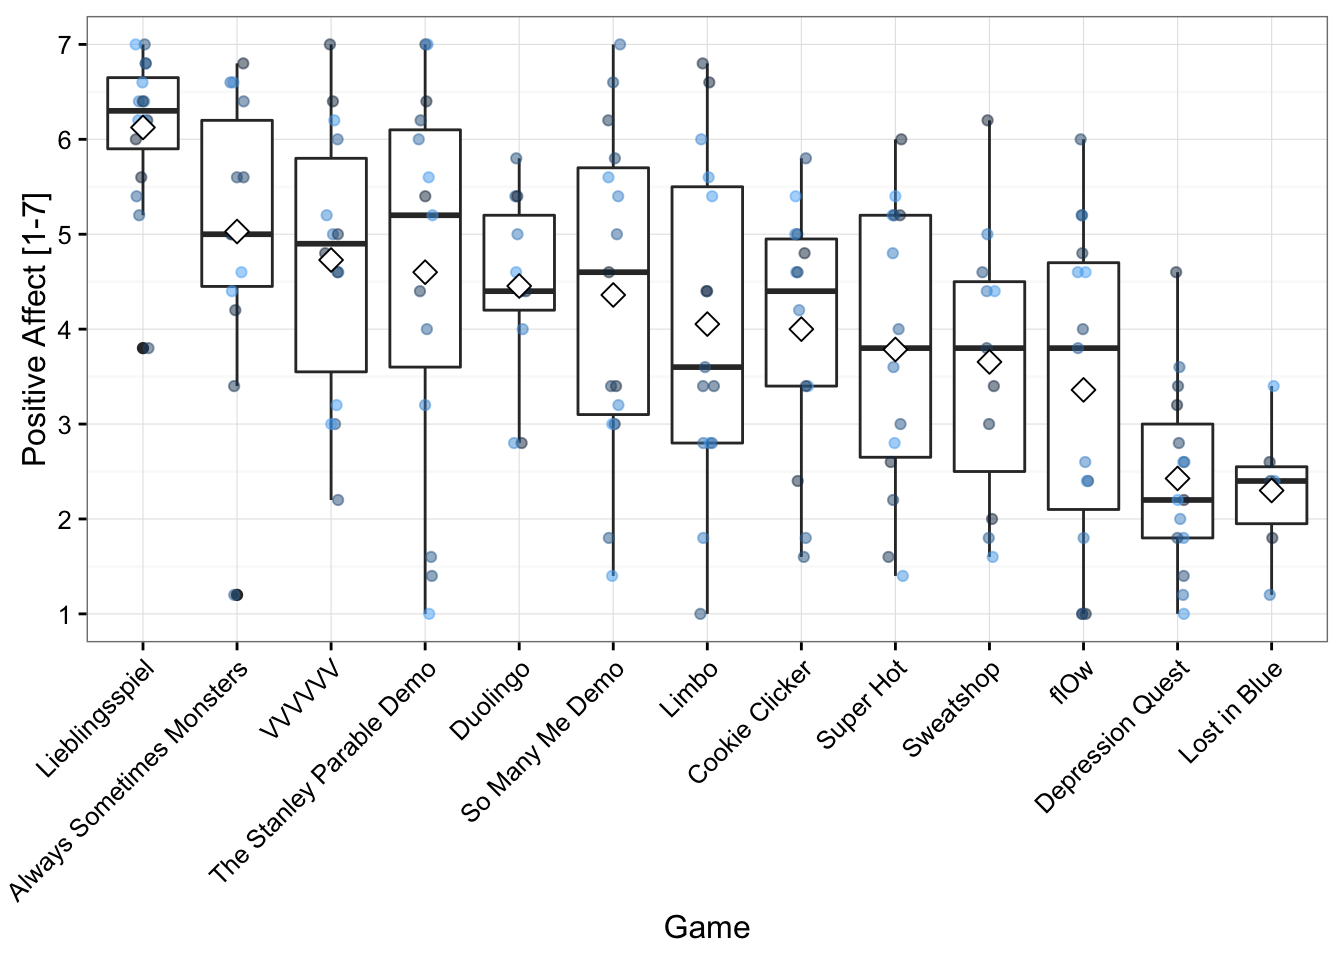 Positive Affect [1-7]
7
6
5
4
3
2
1
Lieblingsspiel
Always Sometimes Monsters
VVVVVV
The Stanley Parable Demo
Duolingo
So Many Me Demo
Limbo
Cookie Clicker
Super Hot
Sweatshop
flOw
Depression Quest
Lost in Blue
Game